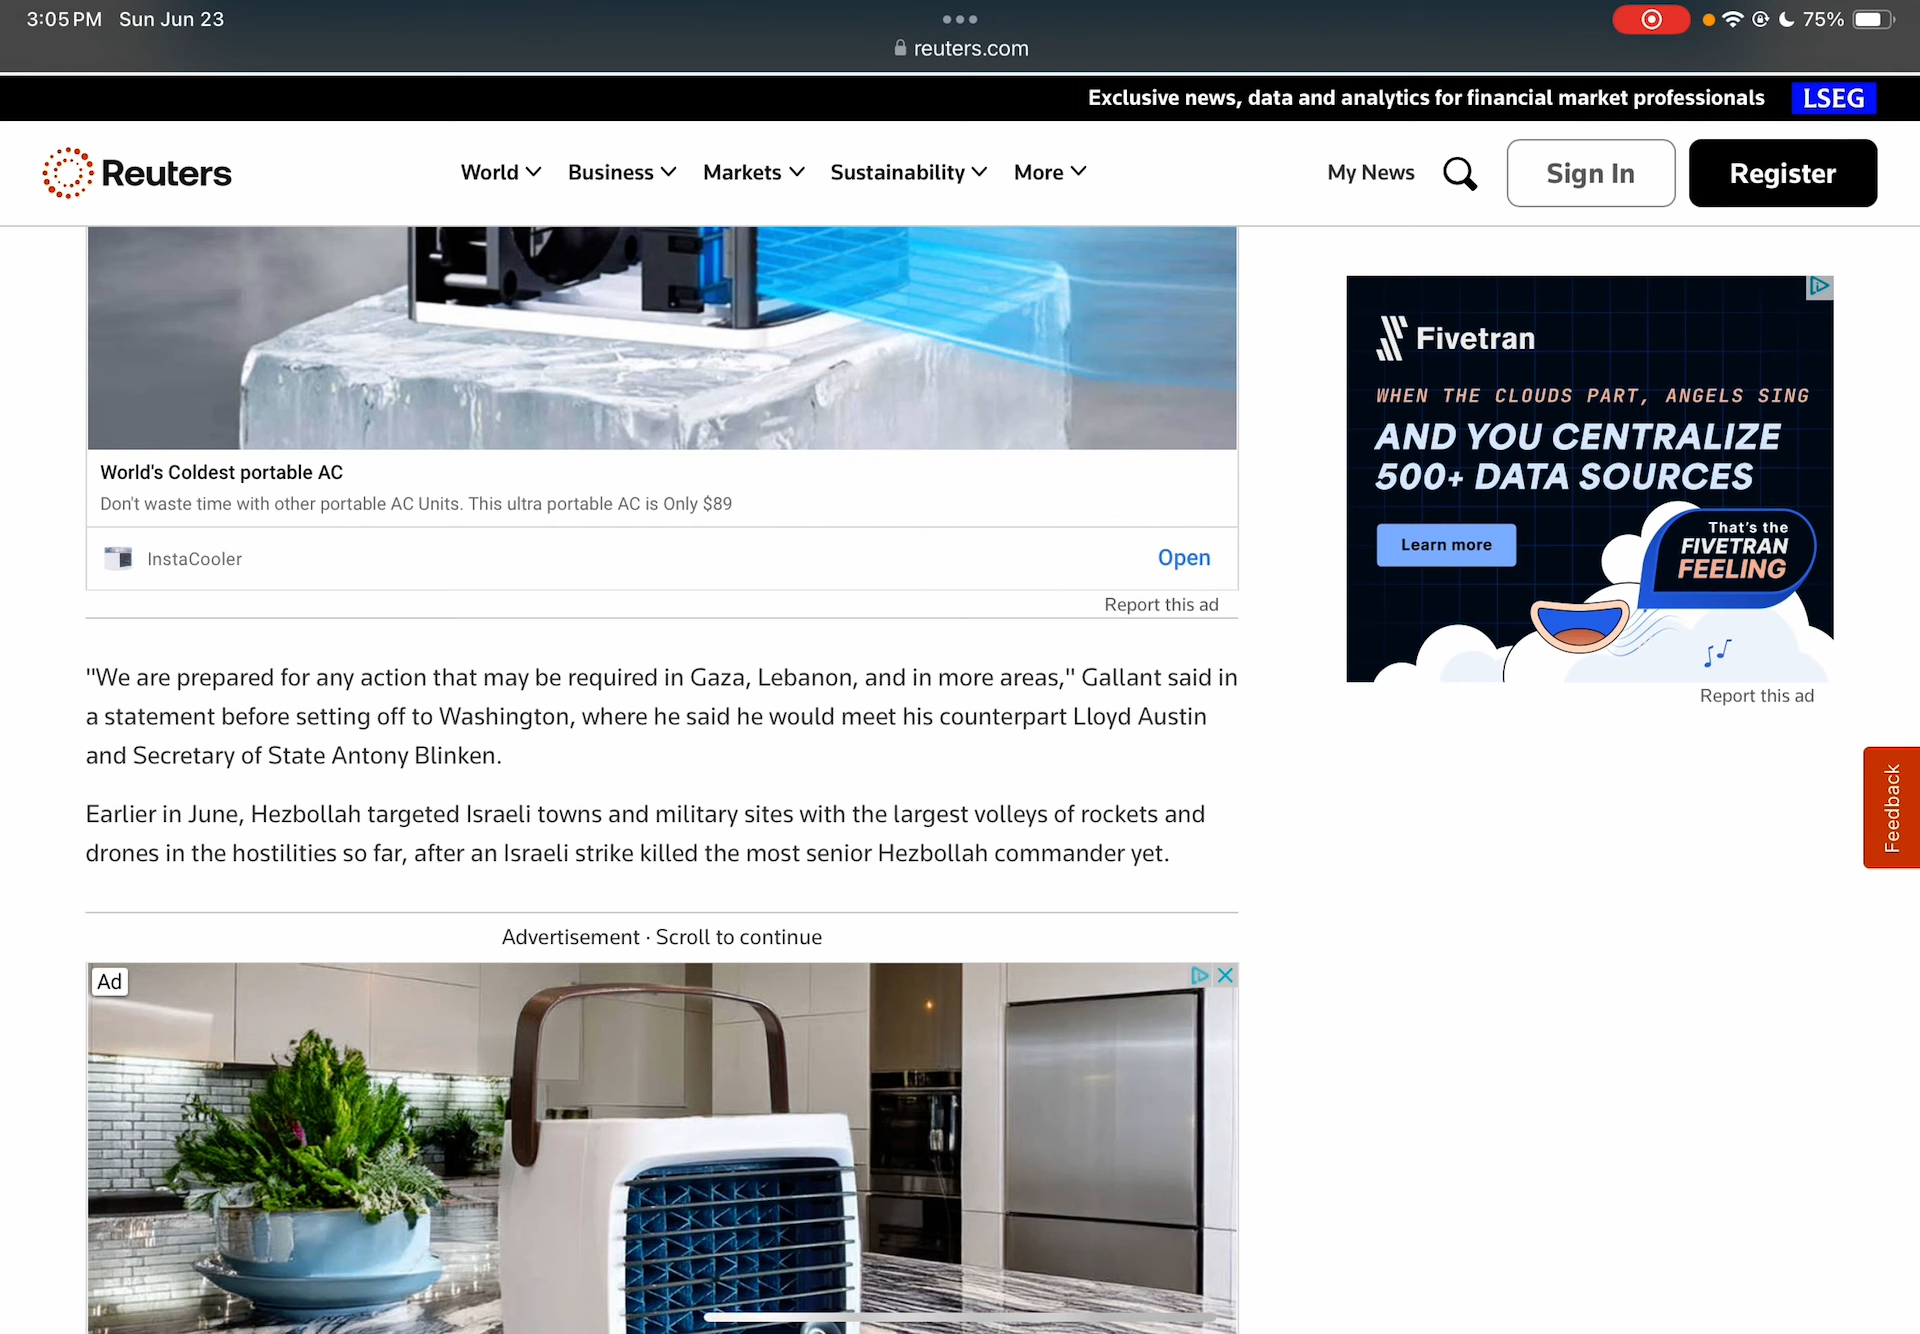 3:05 PM Sun Jun 23
75%
reuters.com
Exclusive news, data and analytics for financial market professionals LSEG
Reuters World Business Markets Sustainability More My News Sign In Register
World's Coldest portable AC
Don't waste time with other portable AC Units. This ultra portable AC is Only $89
InstaCooler Open
Report this ad
"We are prepared for any action that may be required in Gaza, Lebanon, and in more areas," Gallant said in
a statement before setting off to Washington, where he said he would meet his counterpart Lloyd Austin
and Secretary of State Antony Blinken.
Earlier in June, Hezbollah targeted Israeli towns and military sites with the largest volleys of rockets and
drones in the hostilities so far, after an Israeli strike killed the most senior Hezbollah commander yet.
Advertisement · Scroll to continue
Ad
Fivetran
WHEN THE CLOUDS PART, ANGELS SING
AND YOU CENTRALIZE
500+ DATA SOURCES
Learn more
That's the
FIVETRAN
FEELING
Report this ad
Feedback